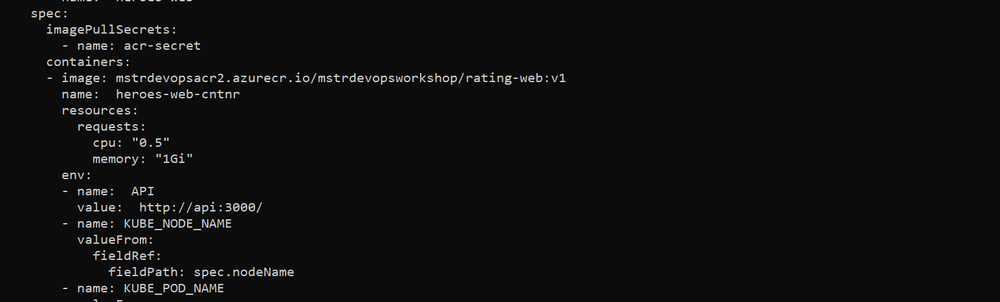 spec:
imagePullSecrets:
- name: acr-secret
containers:
- image: mstrdevopsacr2.azurecr.io/mstrdevopsworkshop/rating-web:v1
name:  heroes-web-cntnr
resources:
requests:
cpu: "0.5"
memory: "1Gi"
env:
- name:  API
value:  http://api:3000/
- name: KUBE_NODE_NAME
valueFrom:
fieldRef:
fieldPath: spec.nodeName
- name: KUBE_POD_NAME